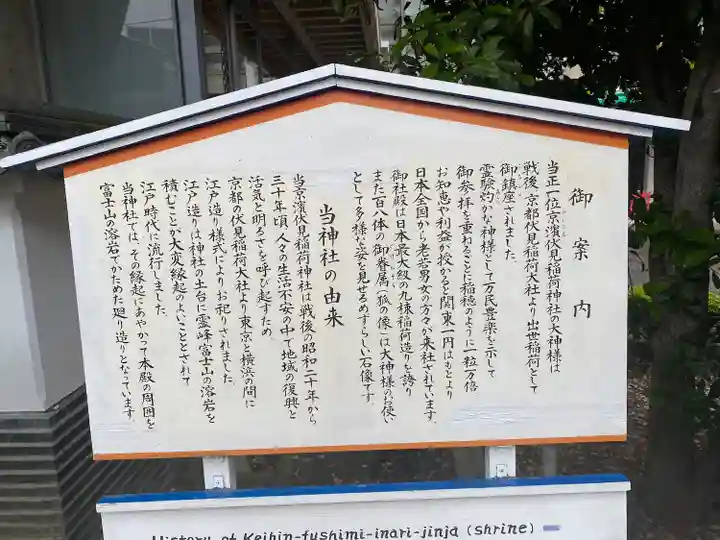 御案内
当正一位京濱伏見稲荷神社の大神様は
戦後、京都伏見稲荷大社より出世稲荷として
御鎮座されました。
霊験灼かな神様として万民豊楽を示して
御参拝を重ねるごとに稲穂のように一粒万倍
お知恵や利益が授かると関東一円はもとより
日本全国から老若男女の方々が来社されています。
御社殿は日本最大級の九棟稲荷造りを誇り
また百八体の御眷属（狐の像）は大神様のお使い
として多様な姿を見せるめずらしい石像です。
当神社の由来
当京濱伏見稲荷神社は戦後の昭和二十年から
三十年頃、人々の生活不安の中で地域の復興と
活気と明るさを呼び起すため、
京都の伏見稲荷大社より東京と横浜の間に
江戸造り様式によりお祀りされました。
江戸造りは神社の土台に霊峰富士山の溶岩を
積むことが大変縁起のよいこととされて
江戸時代に流行しました。
当神社では、その縁起にあやかって本殿の周囲を
富士山の溶岩でかためた廻り造りとなっています。
History of Keihin-fushimi-inari-jinja (shrine)